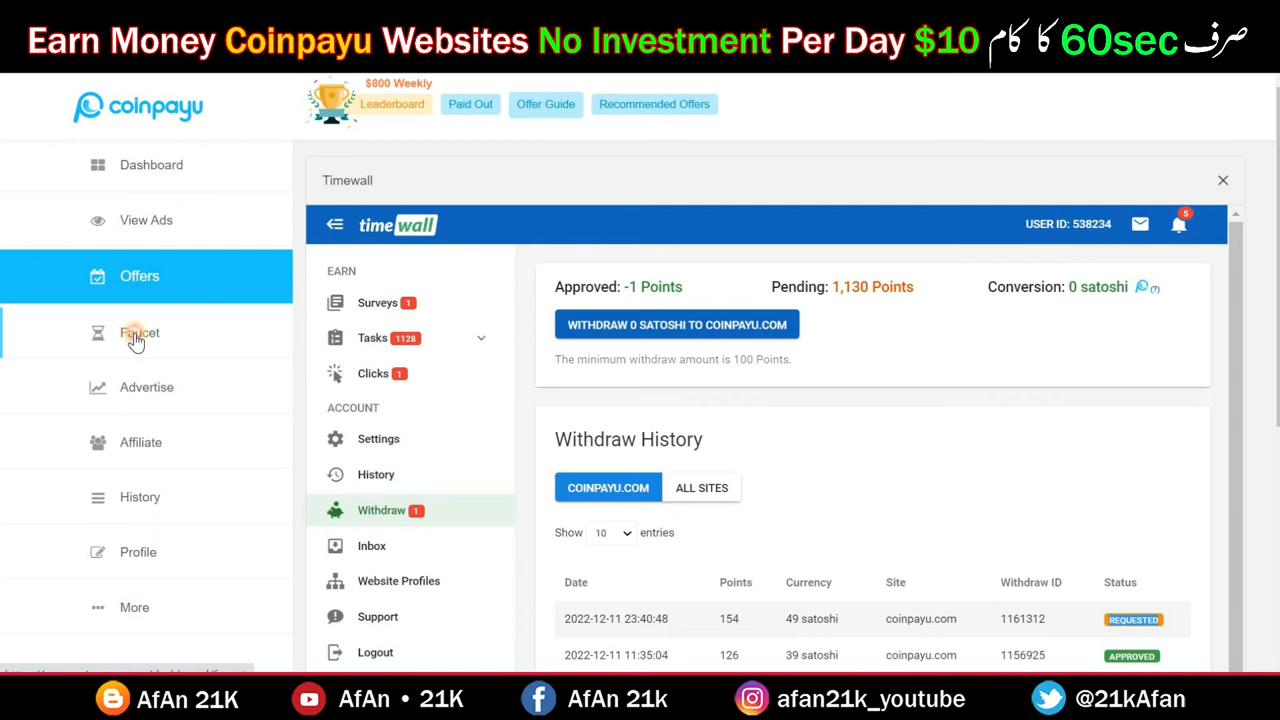 Earn Money Coinpayu Websites No Investment Per Day $10 صرف 60sec کا کام
coinpayu
$800 Weekly
Leaderboard
Paid Out
Offer Guide
Recommended Offers
Dashboard
View Ads
Offers
Faucet
Advertise
Affiliate
History
Profile
More
Timewall
timewall
USER ID: 538234
5
EARN
Surveys 1
Tasks 1128
Clicks 1
ACCOUNT
Settings
History
Withdraw 1
Inbox
Website Profiles
Support
Logout
Approved: -1 Points
Pending: 1,130 Points
Conversion: 0 satoshi (?)
WITHDRAW 0 SATOSHI TO COINPAYU.COM
The minimum withdraw amount is 100 Points.
Withdraw History
COINPAYU.COM
ALL SITES
Show 10 entries
Date Points Currency Site Withdraw ID Status
2022-12-11 23:40:48 154 49 satoshi coinpayu.com 1161312 REQUESTED
2022-12-11 11:35:04 126 39 satoshi coinpayu.com 1156925 APPROVED
AfAn 21K
AfAn • 21K
AfAn 21k
afan21k_youtube
@21kAfan